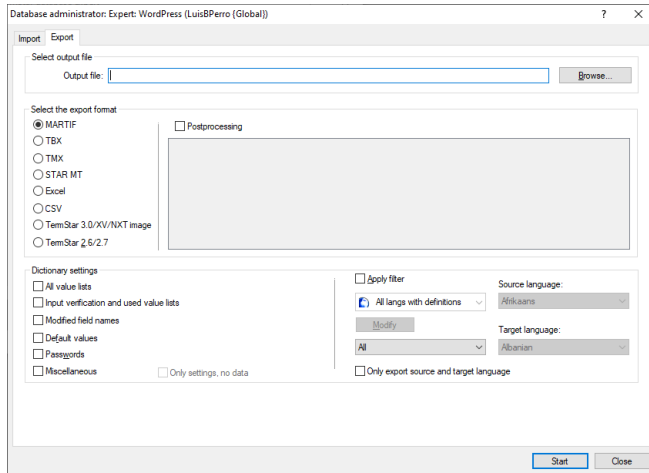 Database administrator: Expert: WordPress (LuisBPerro {Global})
Import Export
Select output file
Output file:
Browse...
Select the export format
MARTIF
Postprocessing
TBX
TMX
STAR MT
Excel
CSV
TermStar 3.0/XV/NXT image
TermStar 2.6/2.7
Dictionary settings
All value lists
Input verification and used value lists
Modified field names
Default values
Passwords
Miscellaneous
Only settings, no data
Apply filter
All langs with definitions
Modify
All
Only export source and target language
Source language:
Afrikaans
Target language:
Albanian
Start Close